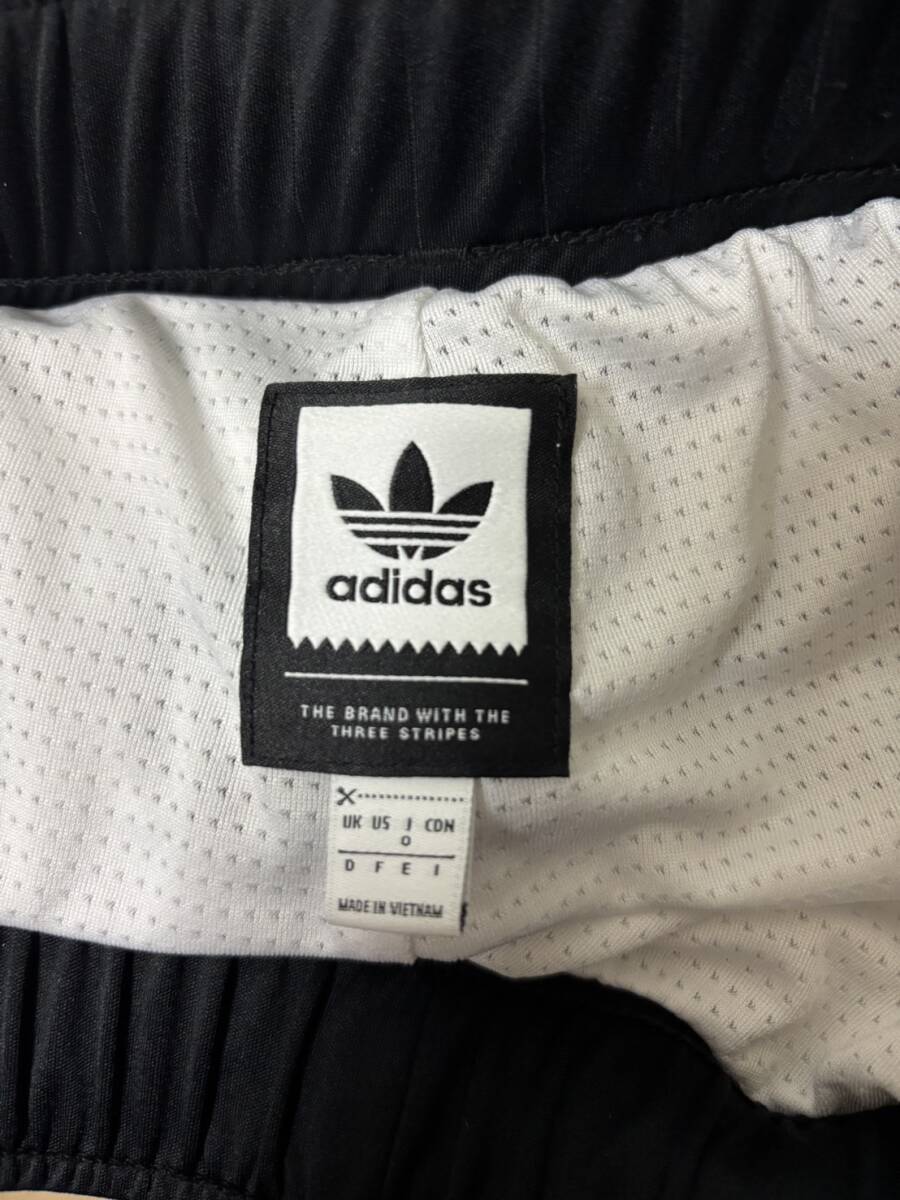 adidas
THE BRAND WITH THE
THREE STRIPES
UK US J CDN
O
D F E I
MADE IN VIETNAM